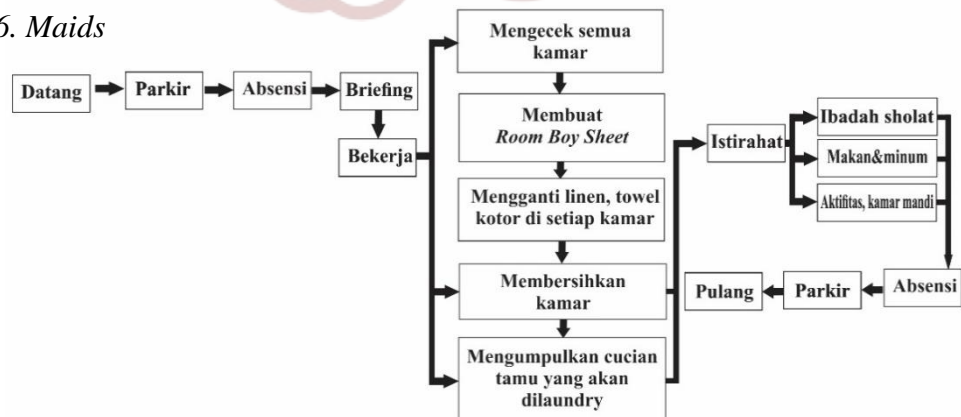 6. Maids
Datang
Parkir
Absensi
Briefing
Bekerja
Mengecek semua
kamar
Membuat
Room Boy Sheet
Mengganti linen, towel
kotor di setiap kamar
Membersihkan
kamar
Mengumpulkan cucian
tamu yang akan
dilaundry
Istirahat
Ibadah sholat
Makan&minum
Aktifitas, kamar mandi
Absensi
Parkir
Pulang